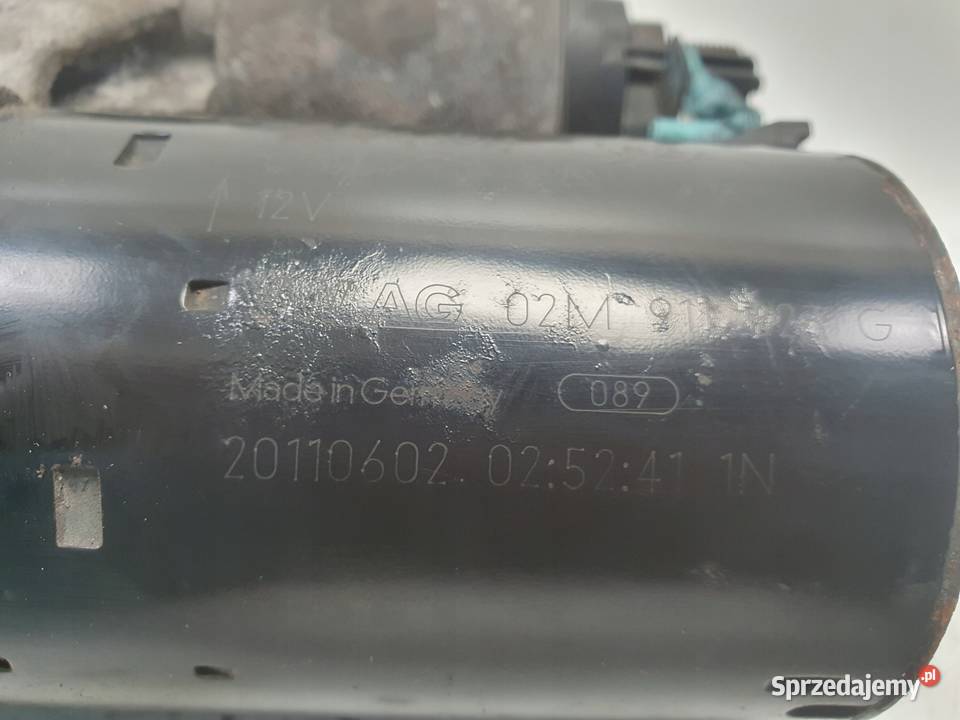 ↑ 12V
AG 02M G
Made in Germany
089
20110602 02:52:41 1N
Sprzedajemy.pl